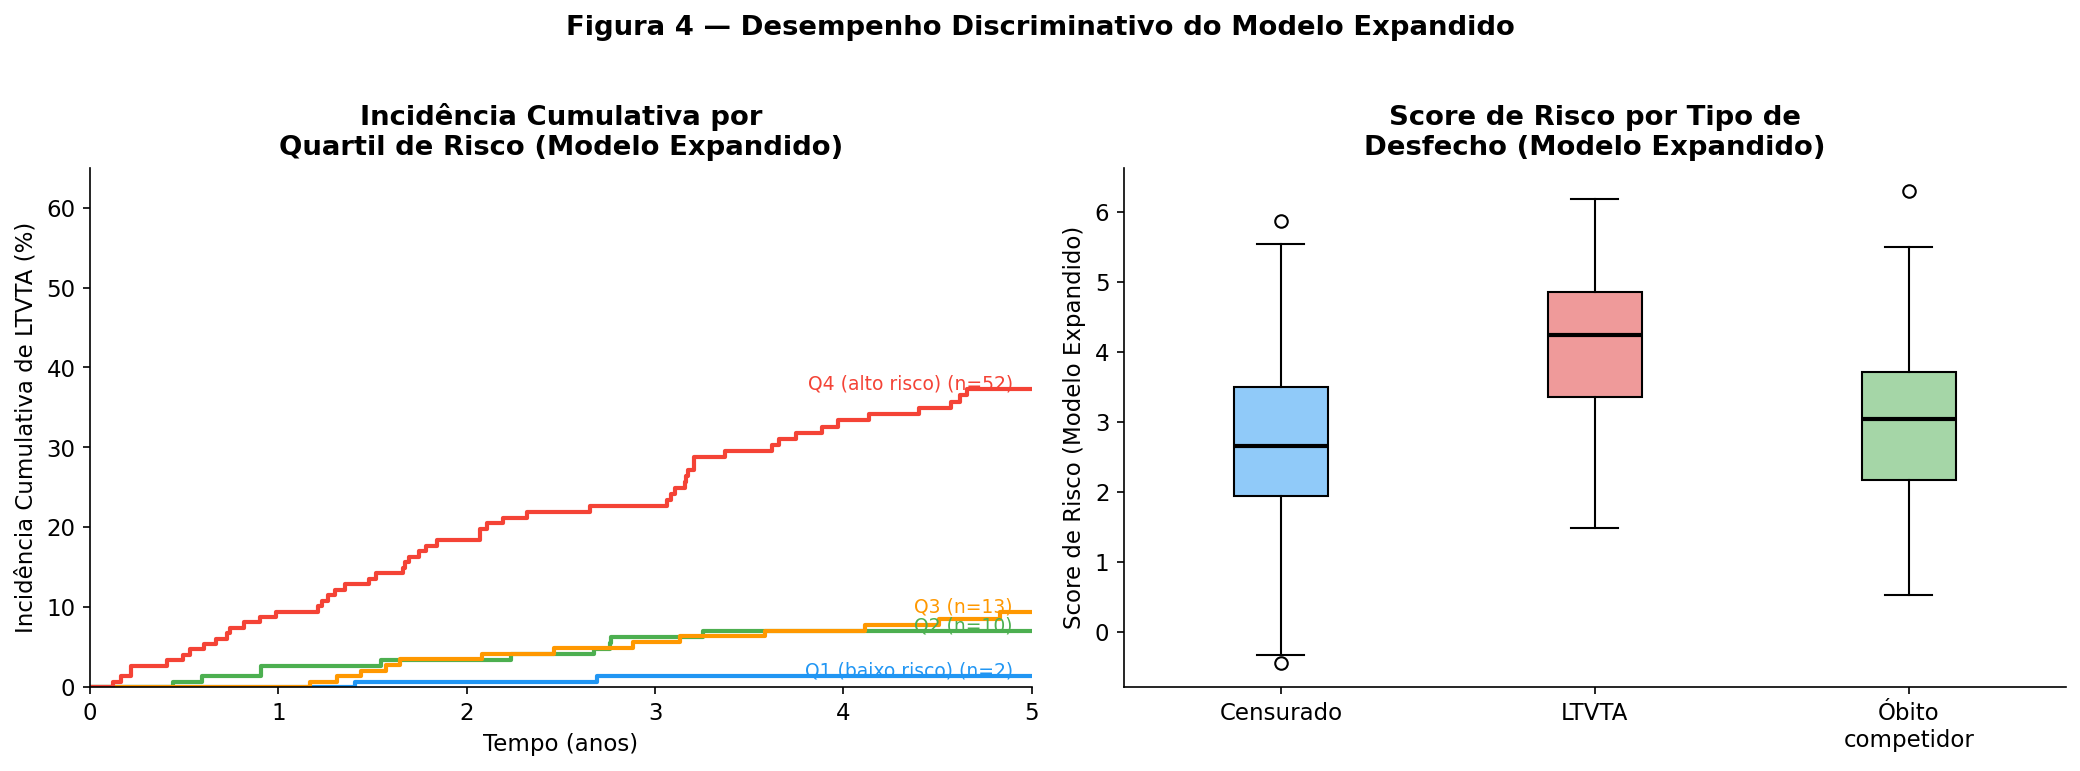 Figura 4 — Desempenho Discriminativo do Modelo Expandido
Incidência Cumulativa por
Quartil de Risco (Modelo Expandido)
Incidência Cumulativa de LTVTA (%)
60
50
40
30
20
10
0
Q4 (alto risco) (n=52)
Q3 (n=13)
Q2 (n=10)
Q1 (baixo risco) (n=2)
0 1 2 3 4 5
Tempo (anos)
Score de Risco por Tipo de
Desfecho (Modelo Expandido)
Score de Risco (Modelo Expandido)
6
5
4
3
2
1
0
Censurado LTVTA Óbito
competidor